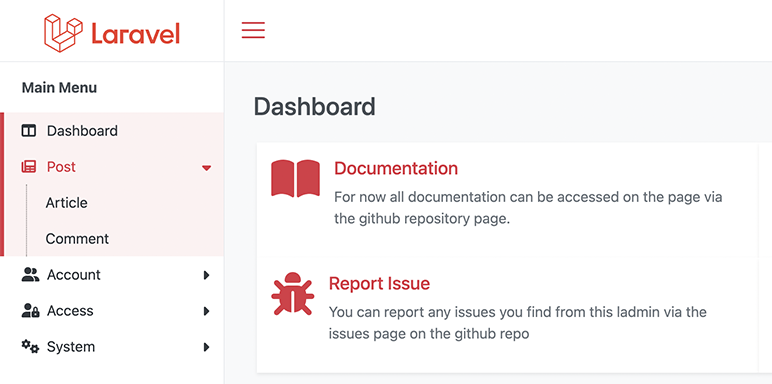 Laravel
Main Menu
Dashboard
Post
Article
Comment
Account
Access
System
Dashboard
Documentation
For now all documentation can be accessed on the page via
the github repository page.
Report Issue
You can report any issues you find from this ladmin via the
issues page on the github repo